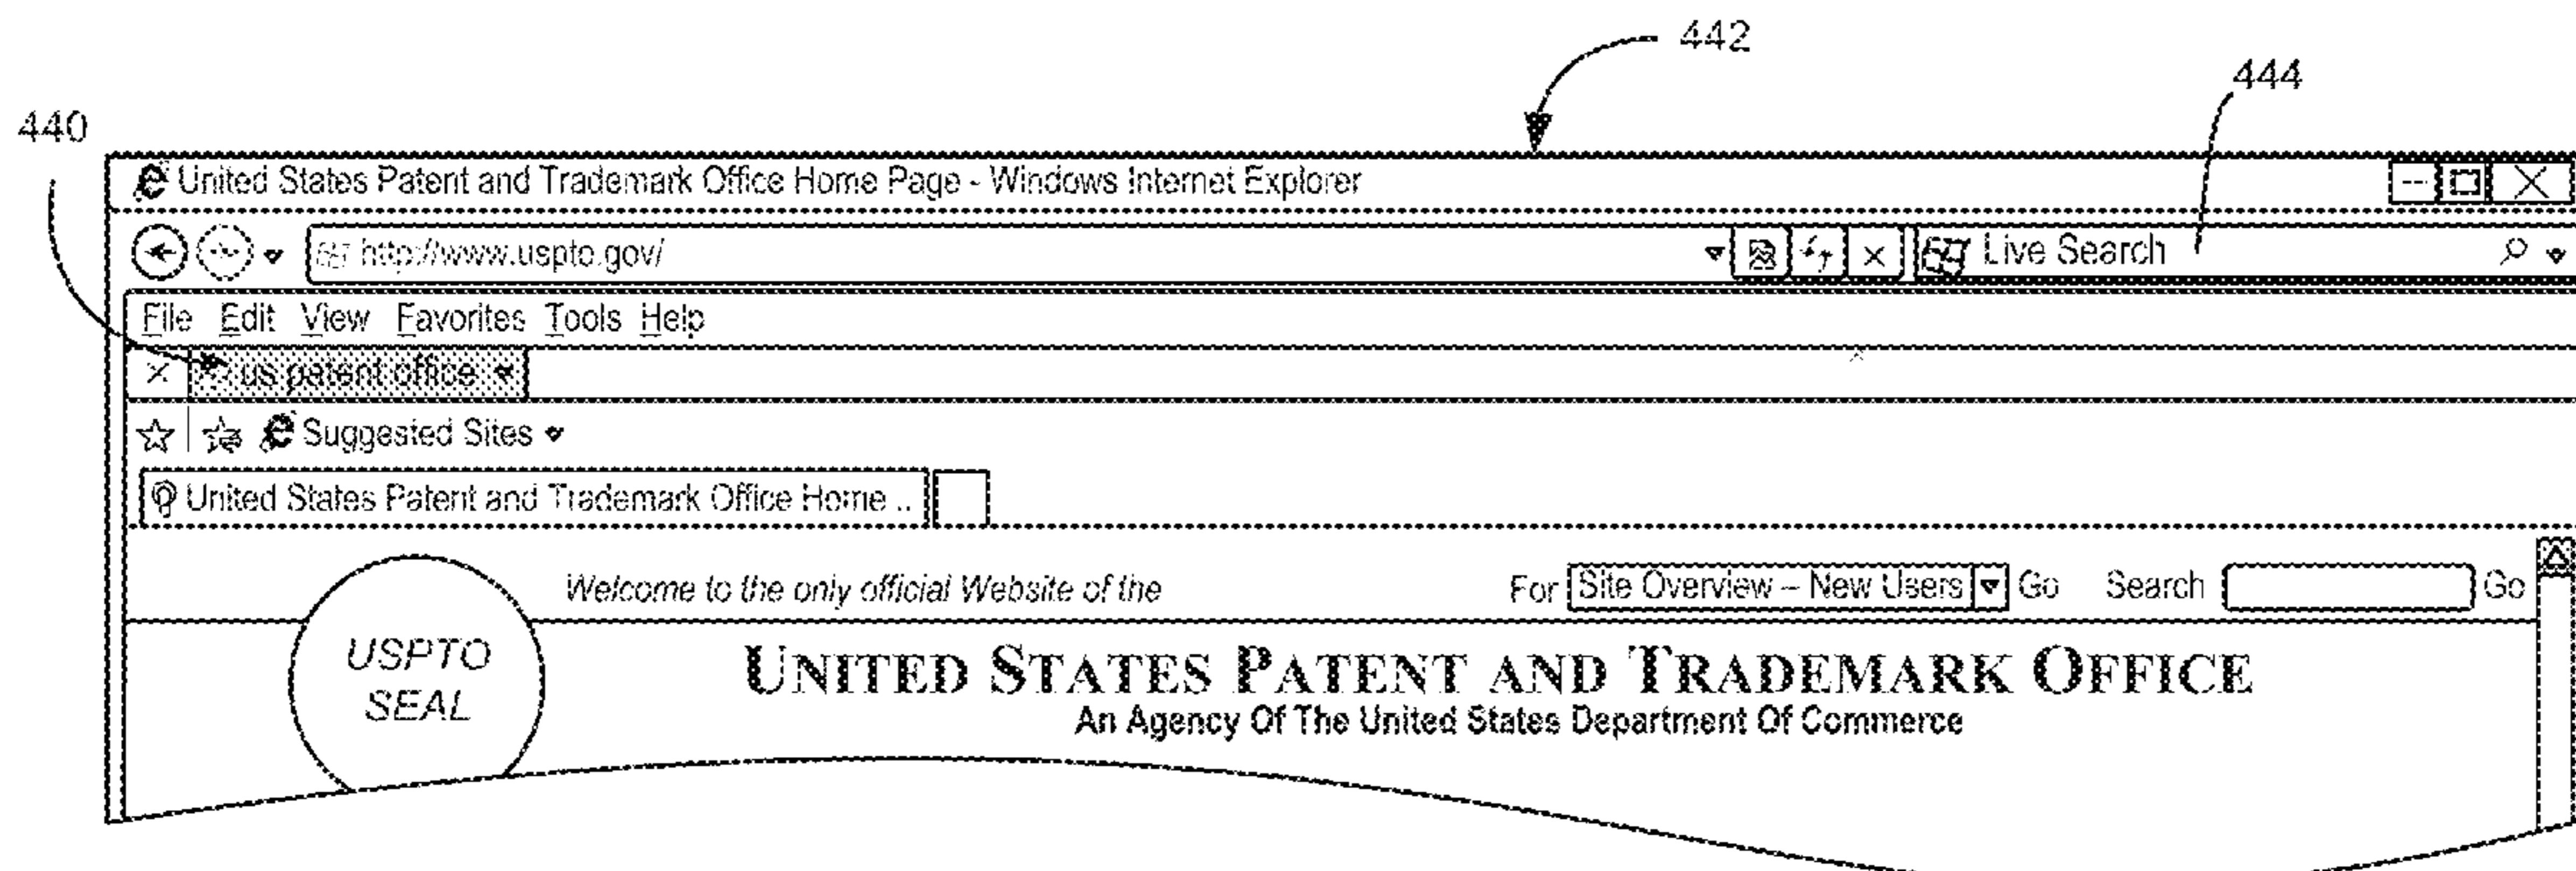 442
444
440
United States Patent and Trademark Office Home Page - Windows Internet Explorer
http://www.uspto.gov/
Live Search
File Edit View Favorites Tools Help
us patent office
Suggested Sites
United States Patent and Trademark Office Home ..
Welcome to the only official Website of the
For Site Overview – New Users Go Search Go
USPTO
SEAL
UNITED STATES PATENT AND TRADEMARK OFFICE
An Agency Of The United States Department Of Commerce